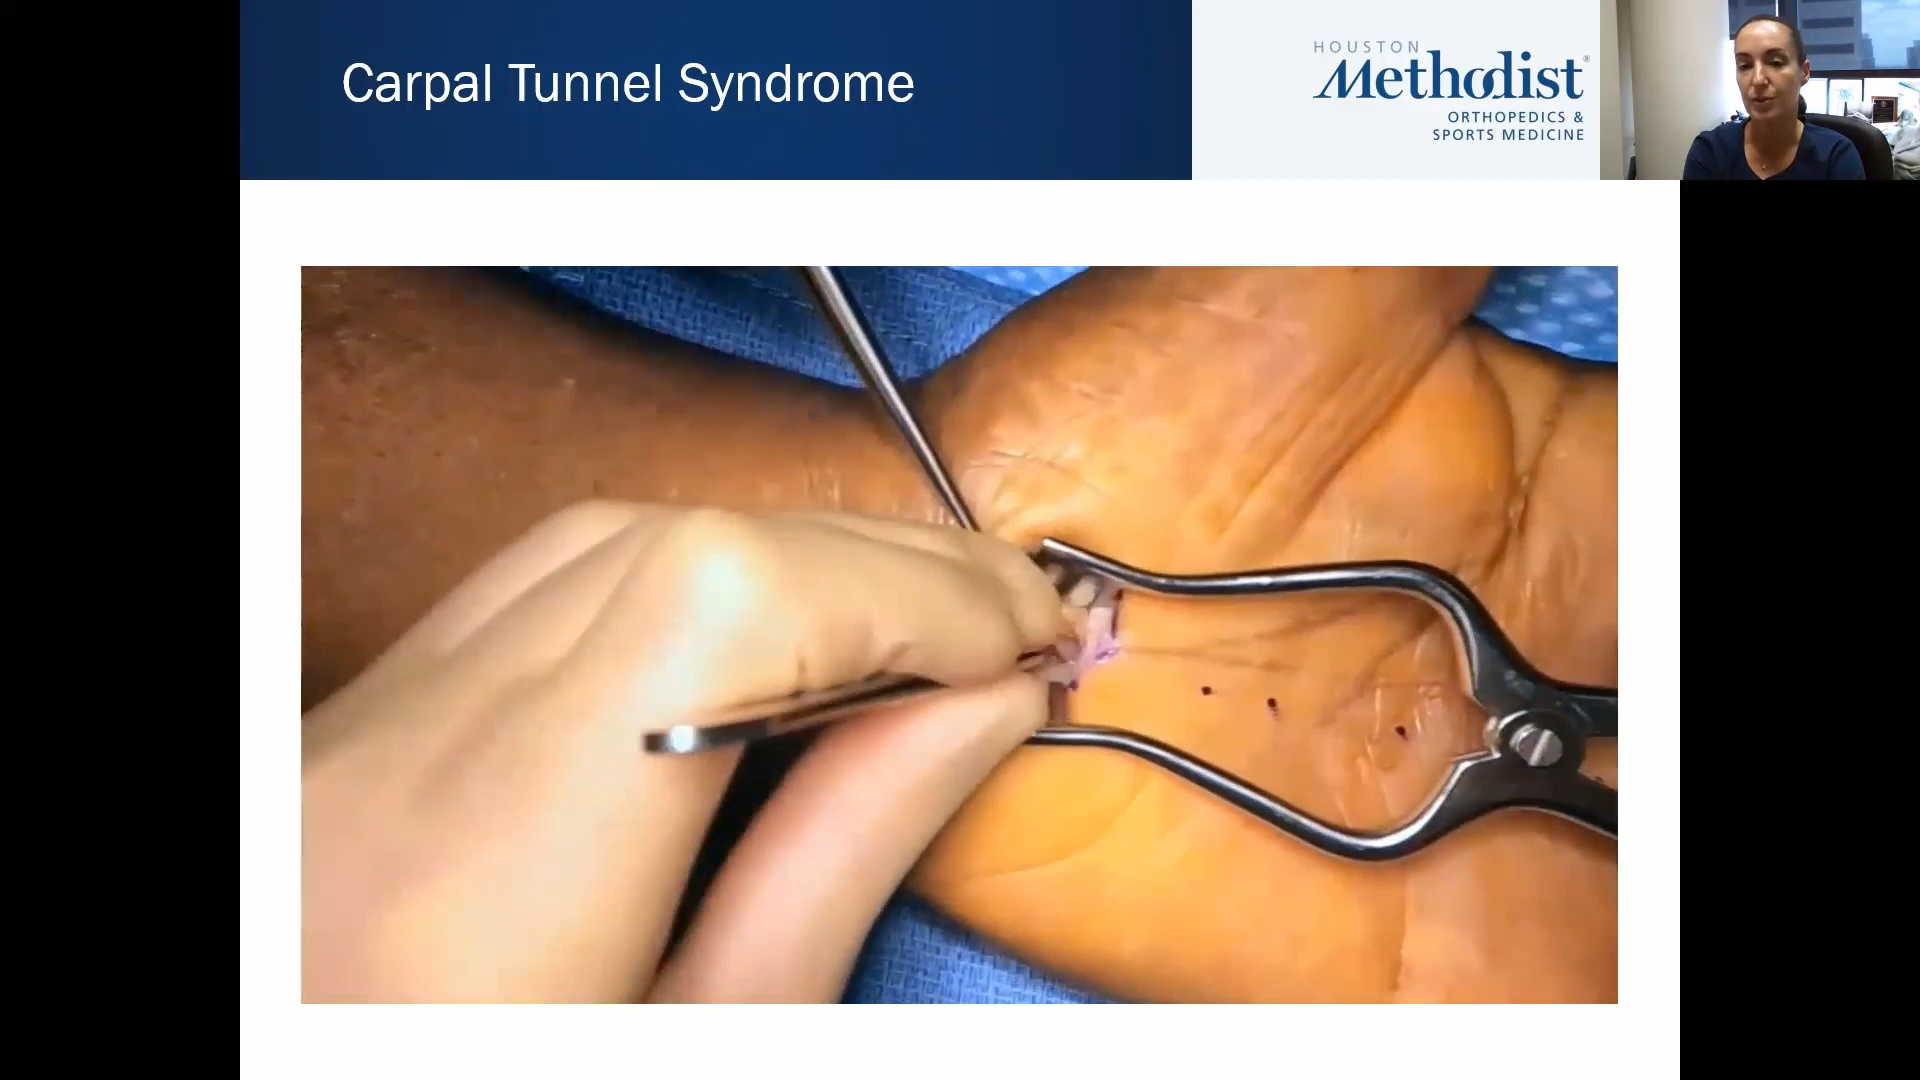 Carpal Tunnel Syndrome
HOUSTON
Methodist®
ORTHOPEDICS &
SPORTS MEDICINE